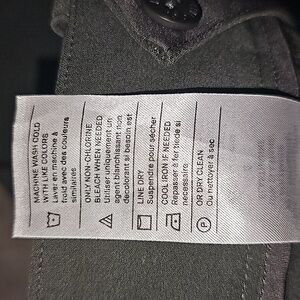 MACHINE WASH COLD
WITH LIKE COLORS
Laver en machine à
froid avec des couleurs
similaires
ONLY NON-CHLORINE
BLEACH WHEN NEEDED
Utiliser uniquement un
agent blanchissant non
décolorant si besoin est
LINE DRY
Suspendre pour sécher
COOL IRON IF NEEDED
Repasser à fer tiède si
nécessaire
OR DRY CLEAN
Ou nettoyer à sec
P